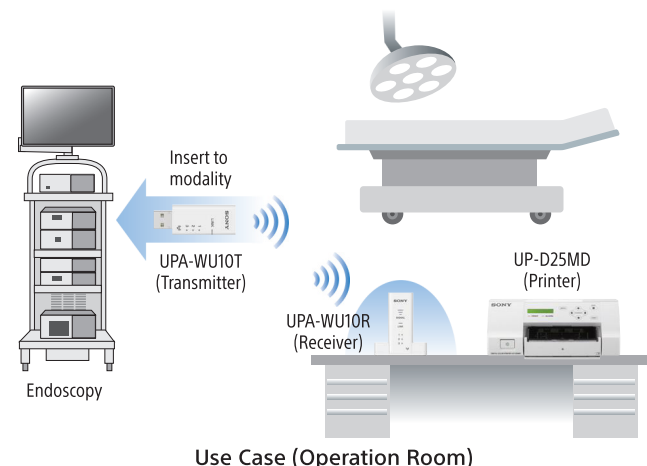 Insert to
modality
SONY
UPA-WU10T
(Transmitter)
Endoscopy
UPA-WU10R
(Receiver)
SONY
UP-D25MD
(Printer)
SONY
Use Case (Operation Room)